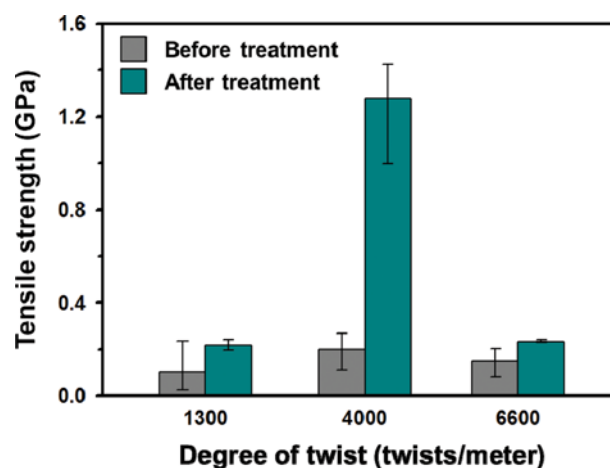 Tensile strength (GPa)
1.6
1.2
0.8
0.4
0.0
Before treatment
After treatment
1300 4000 6600
Degree of twist (twists/meter)